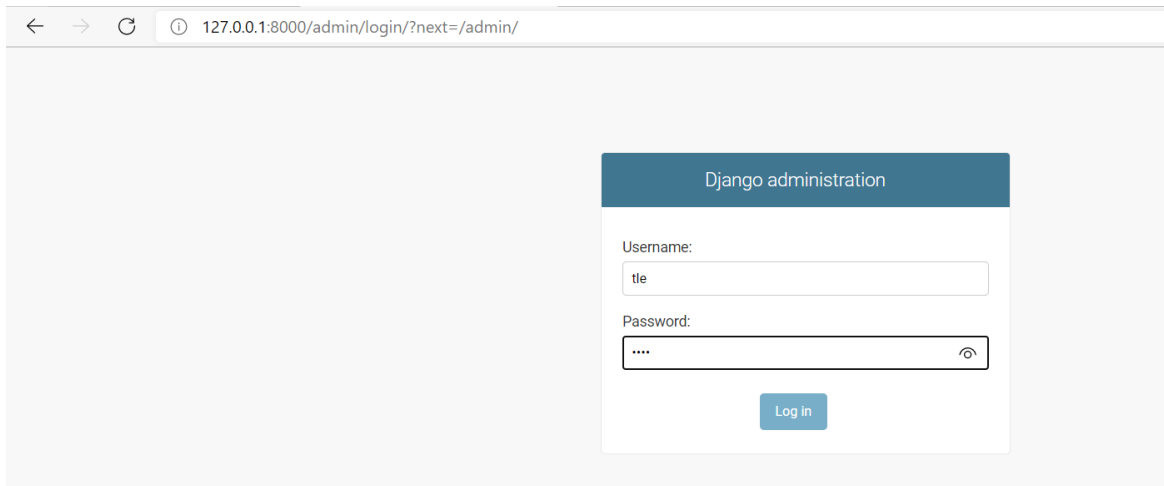 127.0.0.1:8000/admin/login/?next=/admin/
Django administration
Username:
tle
Password:
••••
Log in